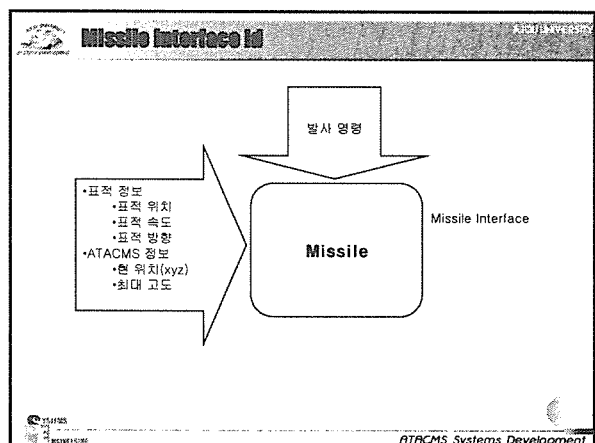 Missile Interface id
AJOU UNIVERSITY
발사 명령
•표적 정보
•표적 위치
•표적 속도
•표적 방향
•ATACMS 정보
•현 위치(xyz)
•최대 고도
Missile
Missile Interface
ATACMS Systems Development